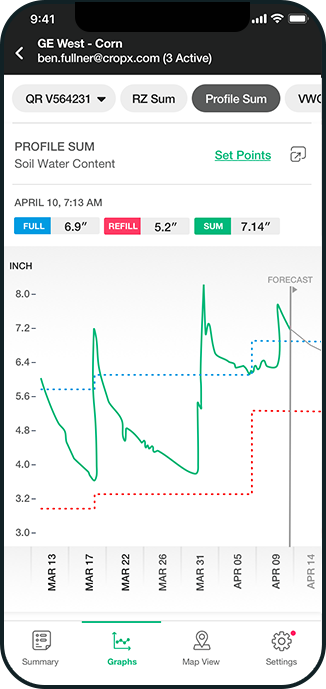 9:41
GE West - Corn
ben.fullner@cropx.com (3 Active)
QR V564231 RZ Sum Profile Sum VWC
PROFILE SUM
Soil Water Content
Set Points
APRIL 10, 7:13 AM
FULL 6.9″ REFILL 5.2″ SUM 7.14″
INCH
FORECAST
8.0
7.2
6.4
5.6
4.8
4.0
3.2
3.0
MAR 13 MAR 17 MAR 22 MAR 26 MAR 31 APR 05 APR 09 APR 14
Summary Graphs Map View Settings